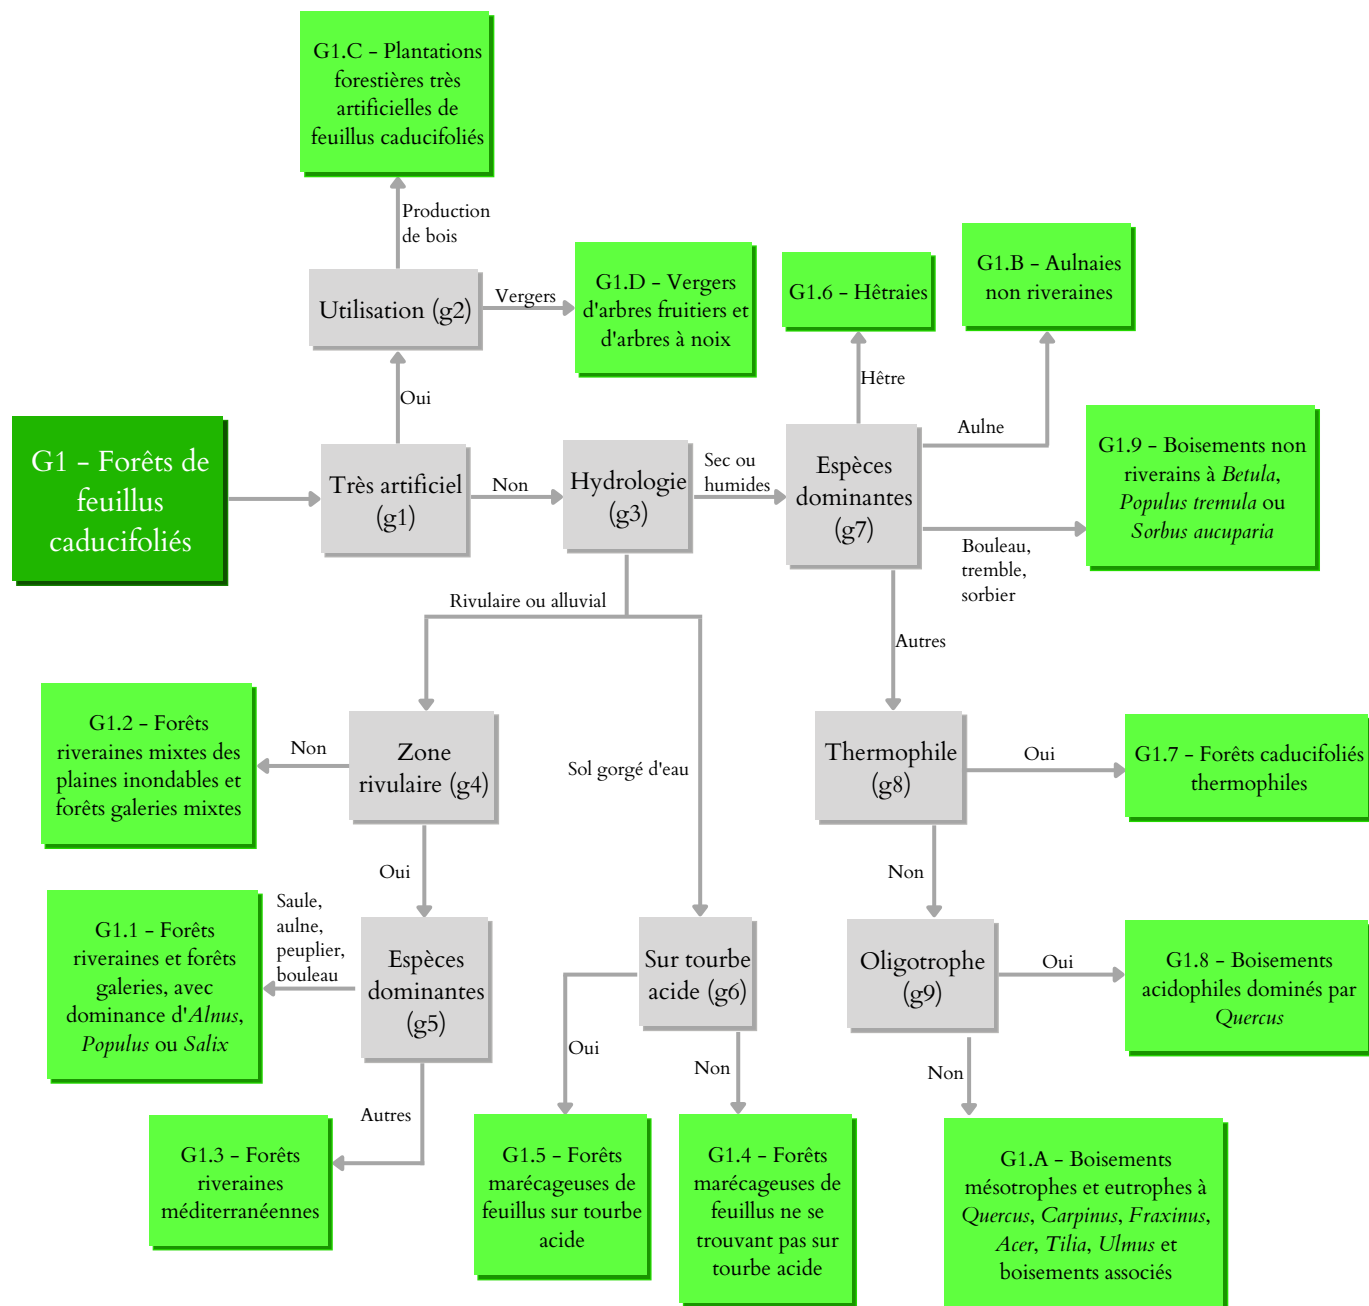 G1.C - Plantations
forestières très
artificielles de
feuillus caducifoliés
Production
de bois
Utilisation (g2)
Vergers
G1.D - Vergers
d'arbres fruitiers et
d'arbres à noix
G1.6 - Hêtraies
G1.B - Aulnaies
non riveraines
Oui
Hêtre
Aulne
G1 - Forêts de
feuillus
caducifoliés
Très artificiel
(g1)
Non
Hydrologie
(g3)
Sec ou
humides
Espèces
dominantes
(g7)
G1.9 - Boisements non
riverains à Betula,
Populus tremula ou
Sorbus aucuparia
Bouleau,
tremble,
sorbier
Rivulaire ou alluvial
Autres
G1.2 - Forêts
riveraines mixtes des
plaines inondables et
forêts galeries mixtes
Non
Zone
rivulaire (g4)
Sol gorgé d'eau
Thermophile
(g8)
Oui
G1.7 - Forêts caducifoliés
thermophiles
Oui
Non
G1.1 - Forêts
riveraines et forêts
galeries, avec
dominance d'Alnus,
Populus ou Salix
Saule,
aulne,
peuplier,
bouleau
Espèces
dominantes
(g5)
Sur tourbe
acide (g6)
Oligotrophe
(g9)
Oui
G1.8 - Boisements
acidophiles dominés par
Quercus
Oui
Non
Non
Autres
G1.3 - Forêts
riveraines
méditerranéennes
G1.5 - Forêts
marécageuses de
feuillus sur tourbe
acide
G1.4 - Forêts
marécageuses de
feuillus ne se
trouvant pas sur
tourbe acide
G1.A - Boisements
mésotrophes et eutrophes à
Quercus, Carpinus, Fraxinus,
Acer, Tilia, Ulmus et
boisements associés